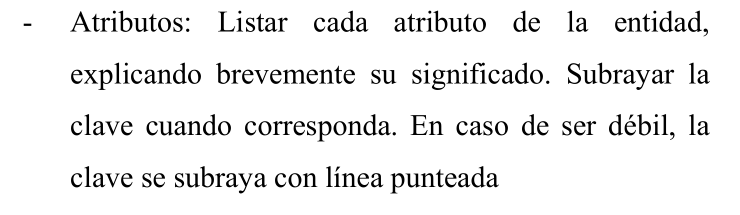 - Atributos: Listar cada atributo de la entidad,
explicando brevemente su significado. Subrayar la
clave cuando corresponda. En caso de ser débil, la
clave se subraya con línea punteada